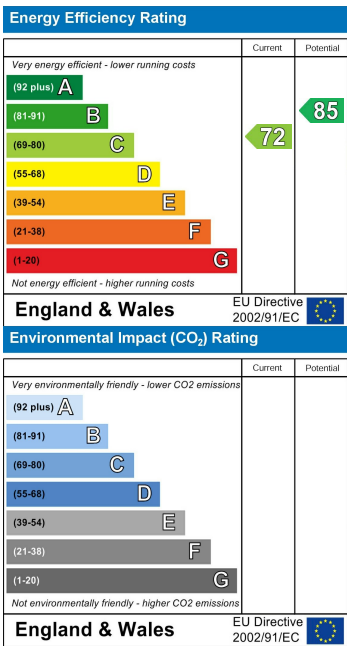 Energy Efficiency Rating
Current Potential
Very energy efficient - lower running costs
(92 plus) A
(81-91) B
(69-80) C
(55-68) D
(39-54) E
(21-38) F
(1-20) G
72
85
Not energy efficient - higher running costs
England & Wales
EU Directive
2002/91/EC
Environmental Impact (CO₂) Rating
Current Potential
Very environmentally friendly - lower CO2 emissions
(92 plus) A
(81-91) B
(69-80) C
(55-68) D
(39-54) E
(21-38) F
(1-20) G
Not environmentally friendly - higher CO2 emissions
England & Wales
EU Directive
2002/91/EC